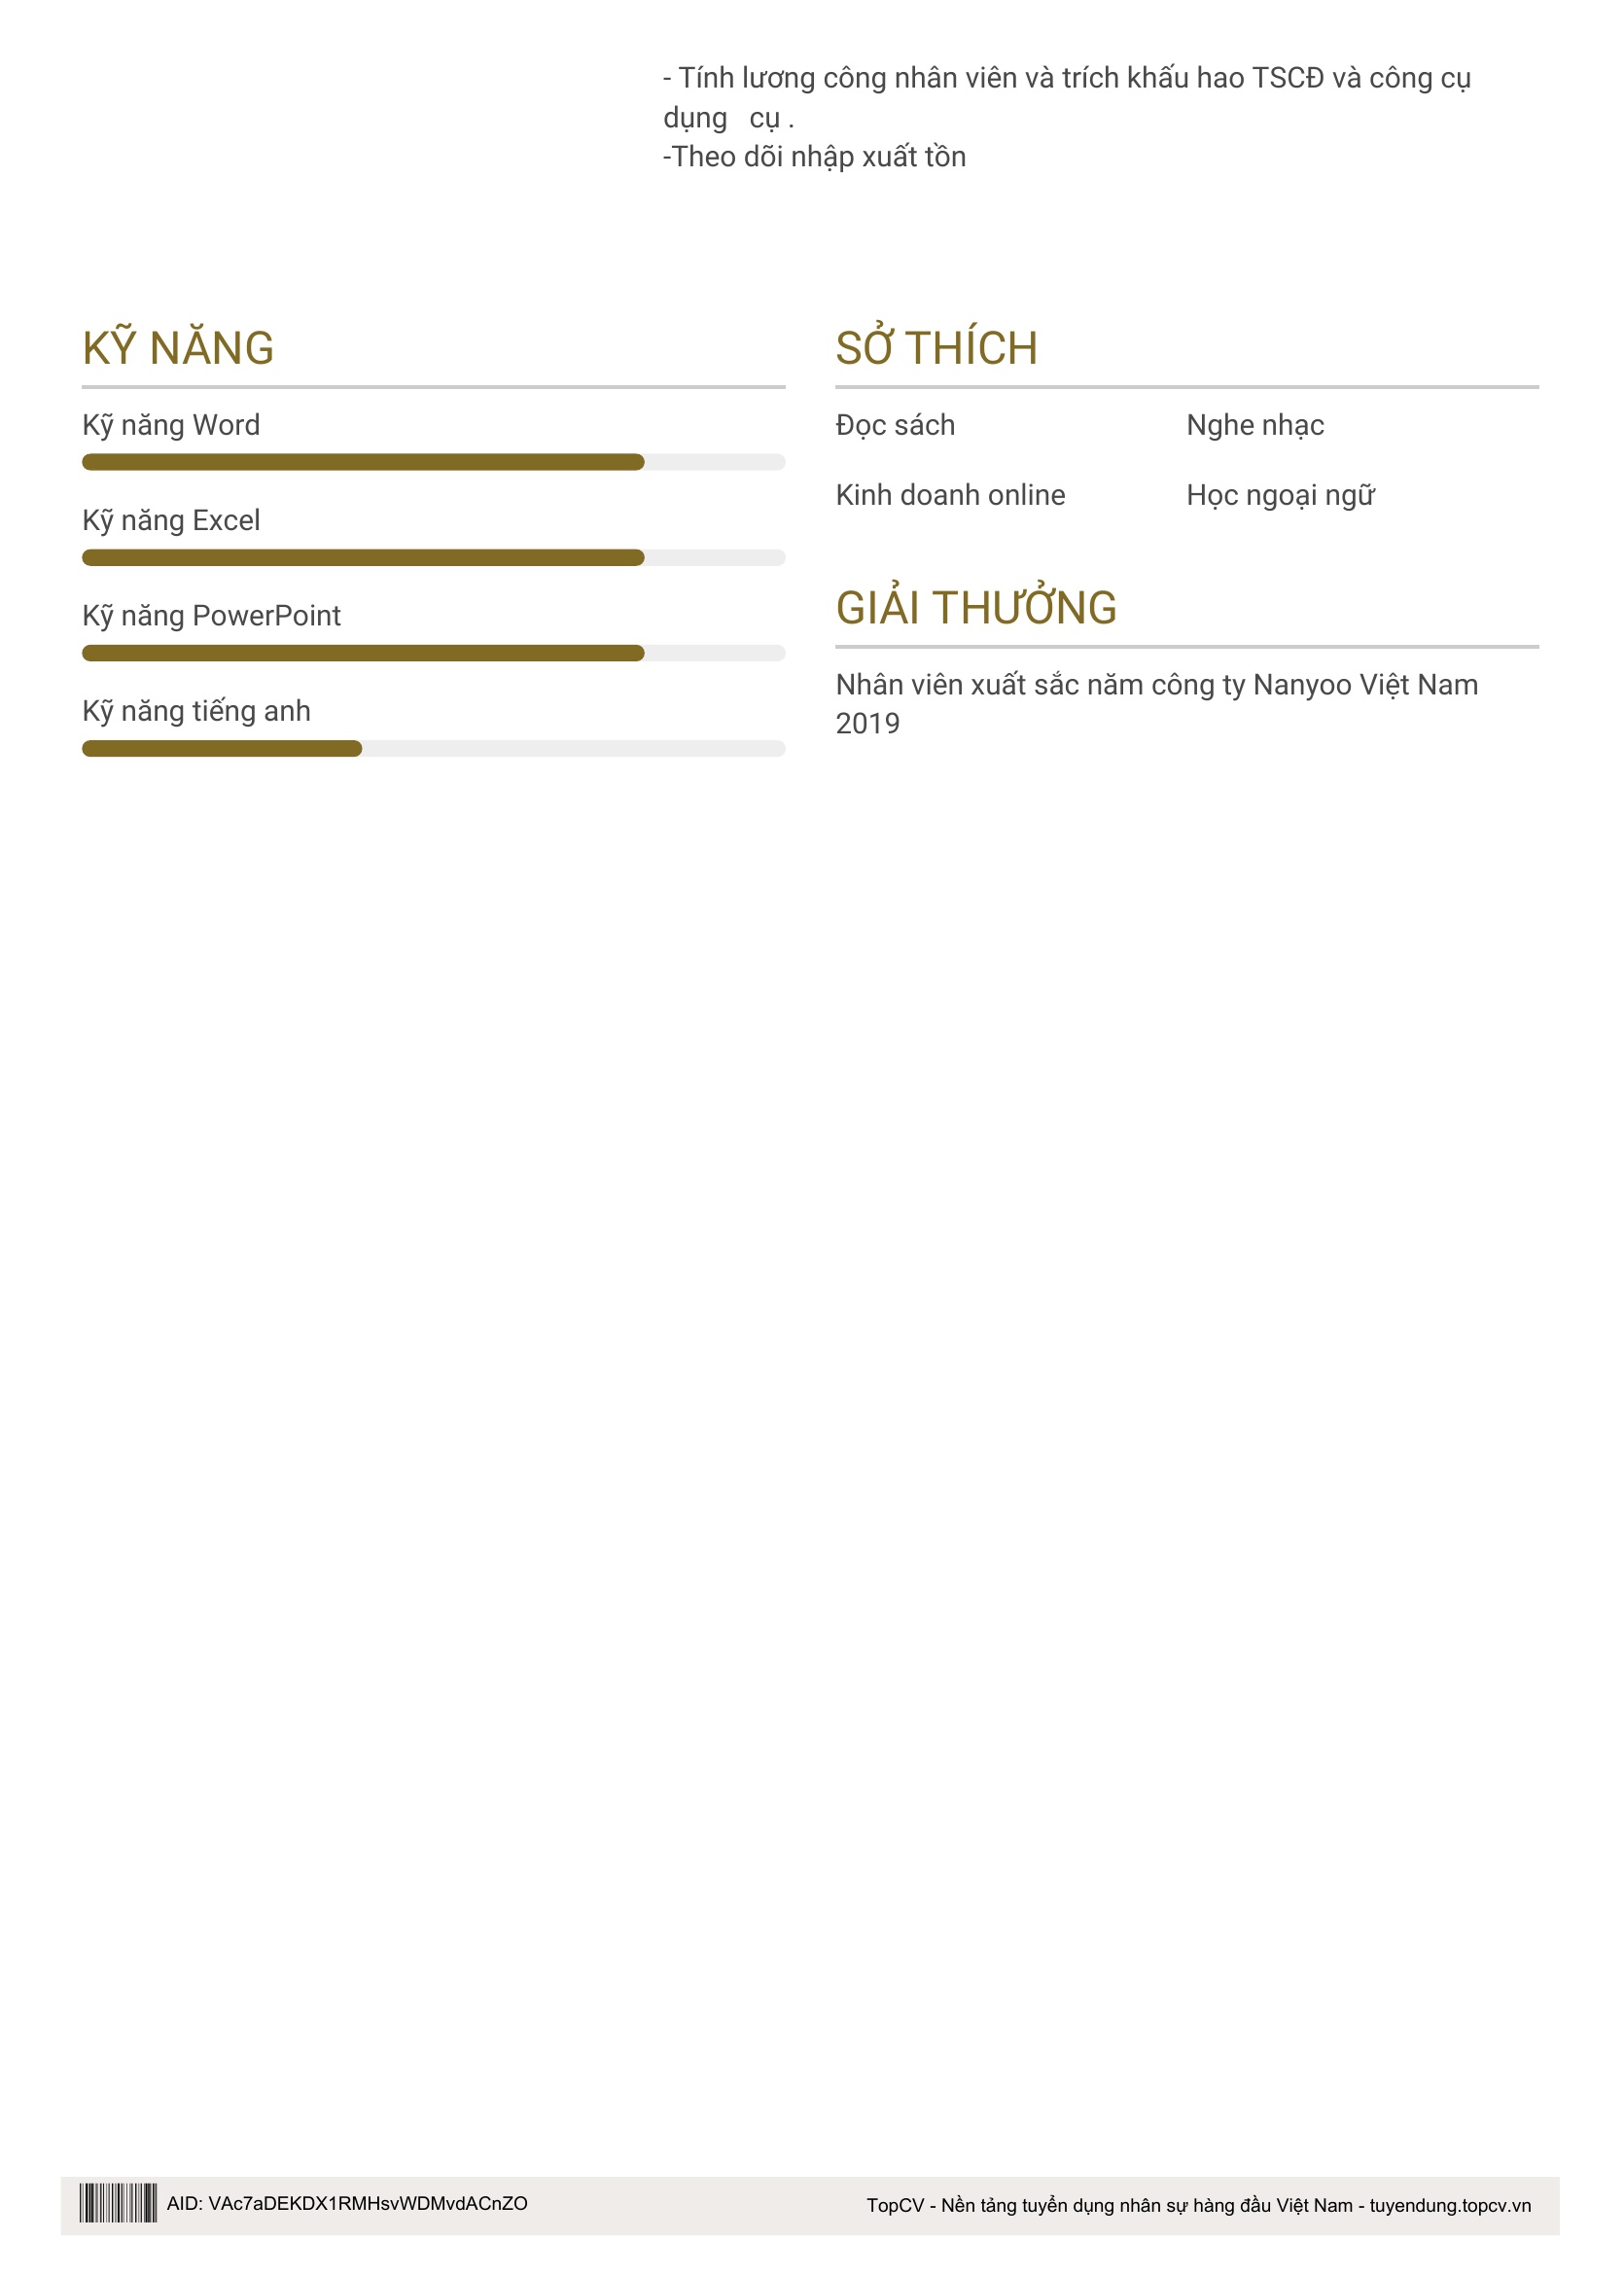 - Tính lương công nhân viên và trích khấu hao TSCĐ và công cụ
dụng   cụ .
-Theo dõi nhập xuất tồn
KỸ NĂNG
Kỹ năng Word
Kỹ năng Excel
Kỹ năng PowerPoint
Kỹ năng tiếng anh
SỞ THÍCH
Đọc sách
Nghe nhạc
Kinh doanh online
Học ngoại ngữ
GIẢI THƯỞNG
Nhân viên xuất sắc năm công ty Nanyoo Việt Nam
2019
AID: VAc7aDEKDX1RMHsvWDMvdACnZO
TopCV - Nền tảng tuyển dụng nhân sự hàng đầu Việt Nam - tuyendung.topcv.vn